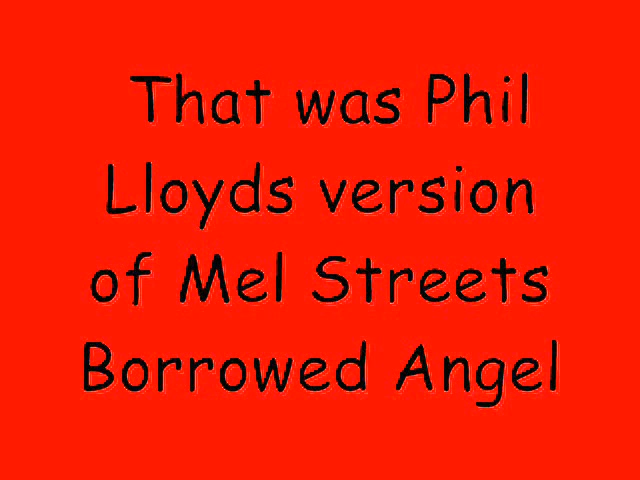 That was Phil
Lloyds version
of Mel Streets
Borrowed Angel